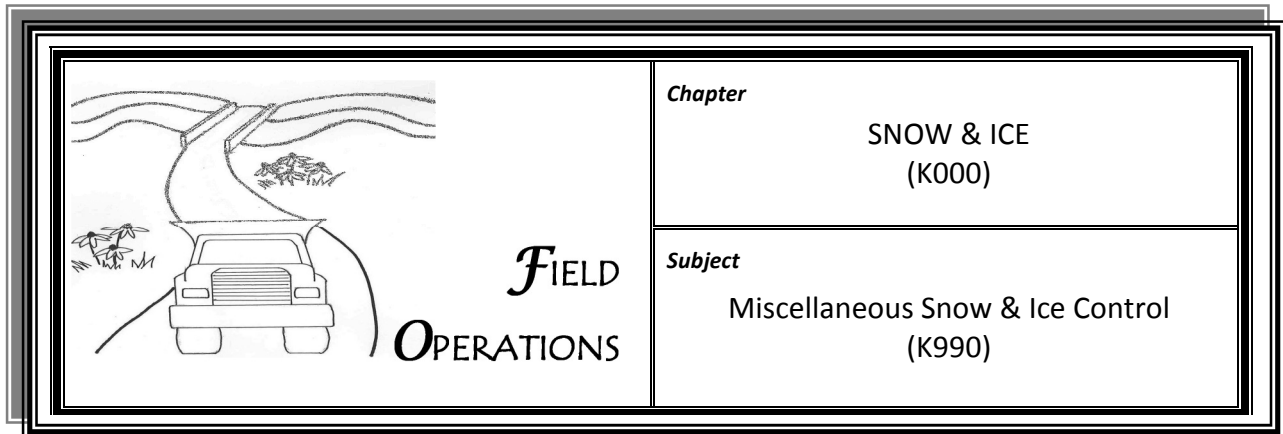 FIELD
OPERATIONS
Chapter
SNOW & ICE
(K000)
Subject
Miscellaneous Snow & Ice Control
(K990)